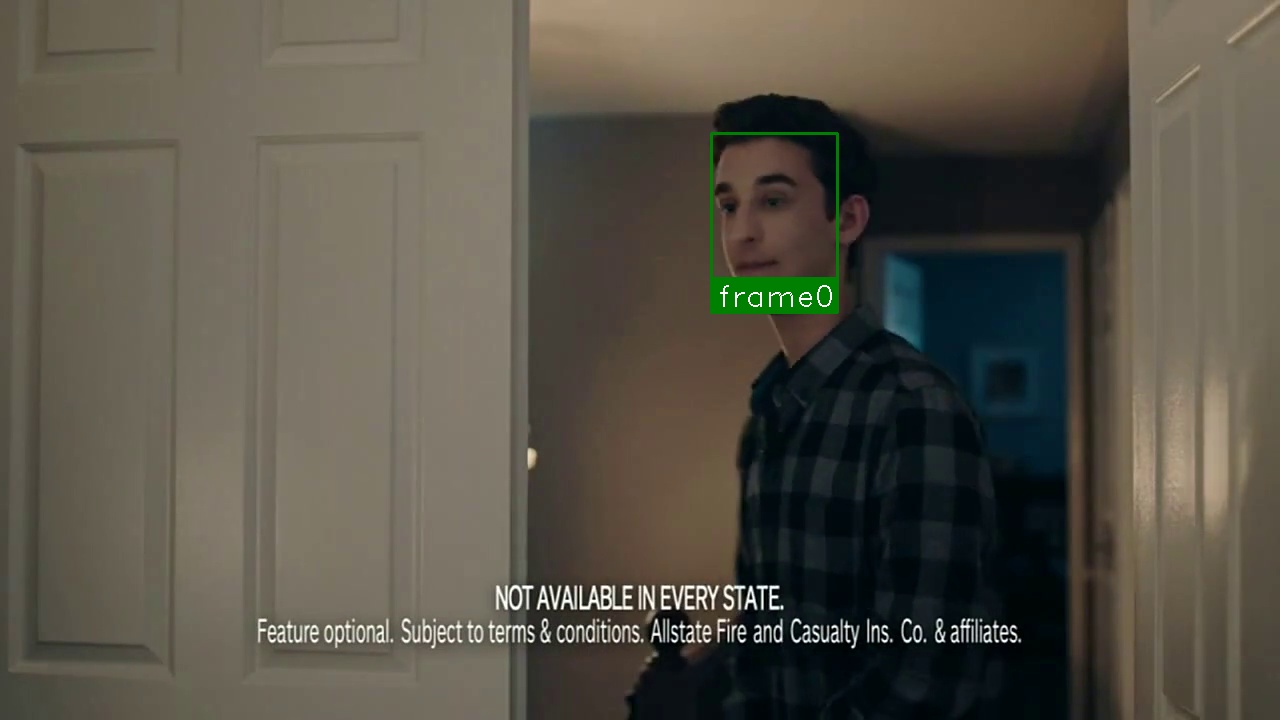 frame0
NOT AVAILABLE IN EVERY STATE.
Feature optional. Subject to terms & conditions. Allstate Fire and Casualty Ins. Co. & affiliates.